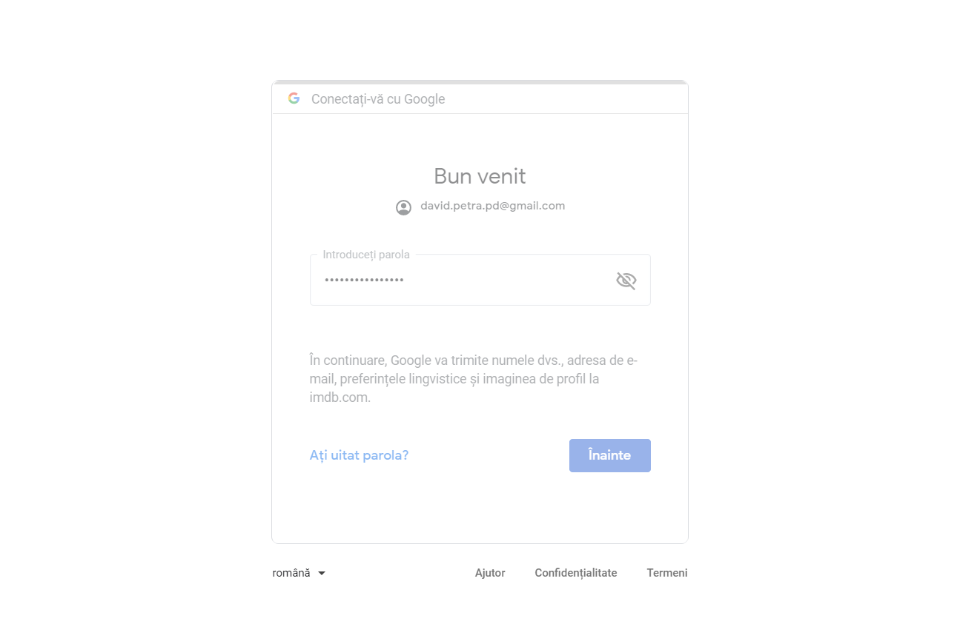 Conectați-vă cu Google
Bun venit
david.petra.pd@gmail.com
Introduceți parola
••••••••••••••••
În continuare, Google va trimite numele dvs., adresa de e-
mail, preferințele lingvistice și imaginea de profil la
imdb.com.
Ați uitat parola?
Înainte
română
Ajutor
Confidențialitate
Termeni